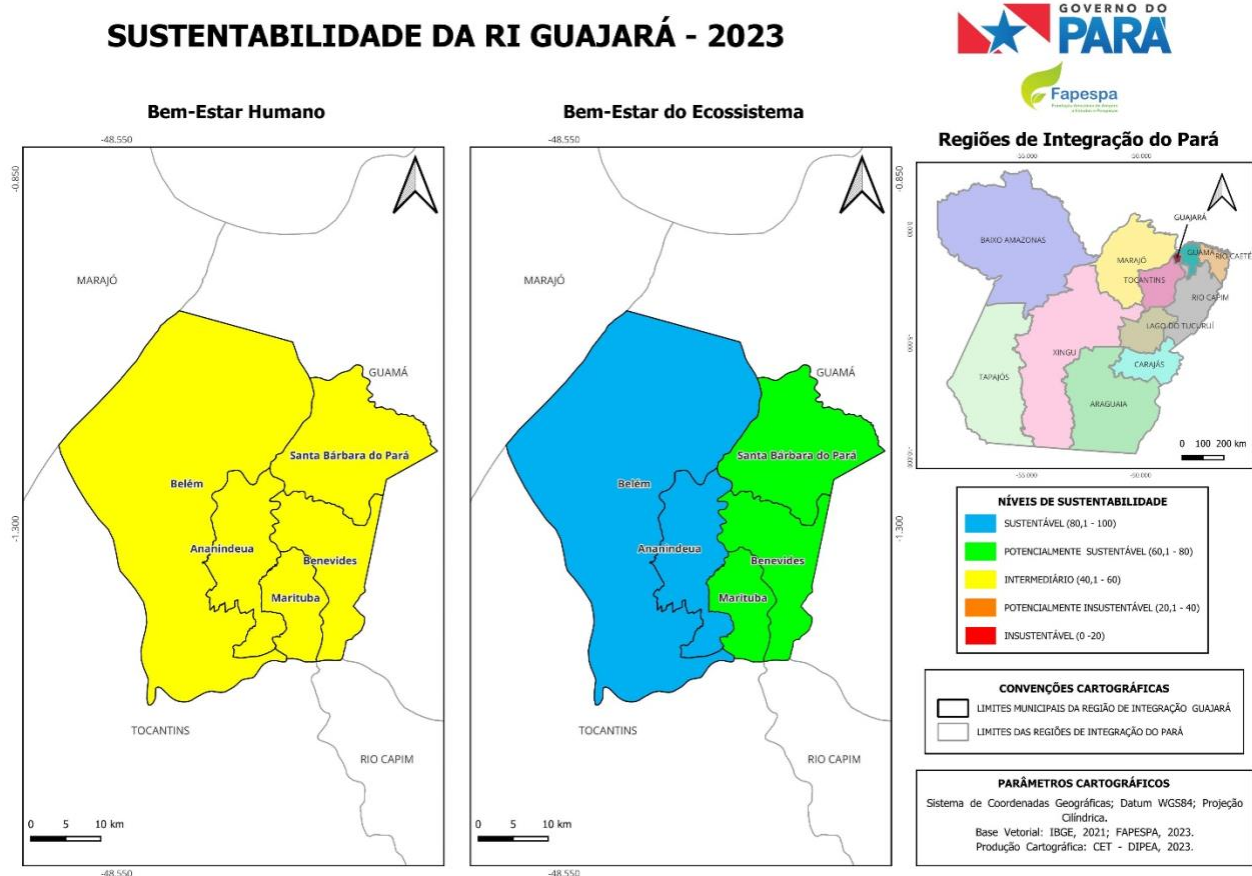 SUSTENTABILIDADE DA RI GUAJARÁ - 2023
GOVERNO DO
PARÁ
Fapespa
Bem-Estar Humano
-48.550
-0.850
MARAJÓ
GUAMÁ
Santa Bárbara do Pará
Belém
-1.300
Ananindeua
Benevides
Marituba
TOCANTINS
RIO CAPIM
0 5 10 km
-48.550
Bem-Estar do Ecossistema
-48.550
-0.850
MARAJÓ
GUAMÁ
Santa Bárbara do Pará
Belém
-1.300
Ananindeua
Benevides
Marituba
TOCANTINS
RIO CAPIM
0 5 10 km
-48.550
Regiões de Integração do Pará
GUAJARÁ
BAIXO AMAZONAS
MARAJÓ
GUAMÁ
RIO CAETÉ
TOCANTINS
RIO CAPIM
LAGO DO TUCURUÍ
XINGU
CARAJÁS
TAPAJÓS
ARAGUAIA
0 100 200 km
NÍVEIS DE SUSTENTABILIDADE
SUSTENTÁVEL (80,1 - 100)
POTENCIALMENTE SUSTENTÁVEL (60,1 - 80)
INTERMEDIÁRIO (40,1 - 60)
POTENCIALMENTE INSUSTENTÁVEL (20,1 - 40)
INSUSTENTÁVEL (0 -20)
CONVENÇÕES CARTOGRÁFICAS
LIMITES MUNICIPAIS DA REGIÃO DE INTEGRAÇÃO GUAJARÁ
LIMITES DAS REGIÕES DE INTEGRAÇÃO DO PARÁ
PARÂMETROS CARTOGRÁFICOS
Sistema de Coordenadas Geográficas; Datum WGS84; Projeção
Cilíndrica.
Base Vetorial: IBGE, 2021; FAPESPA, 2023.
Produção Cartográfica: CET - DIPEA, 2023.